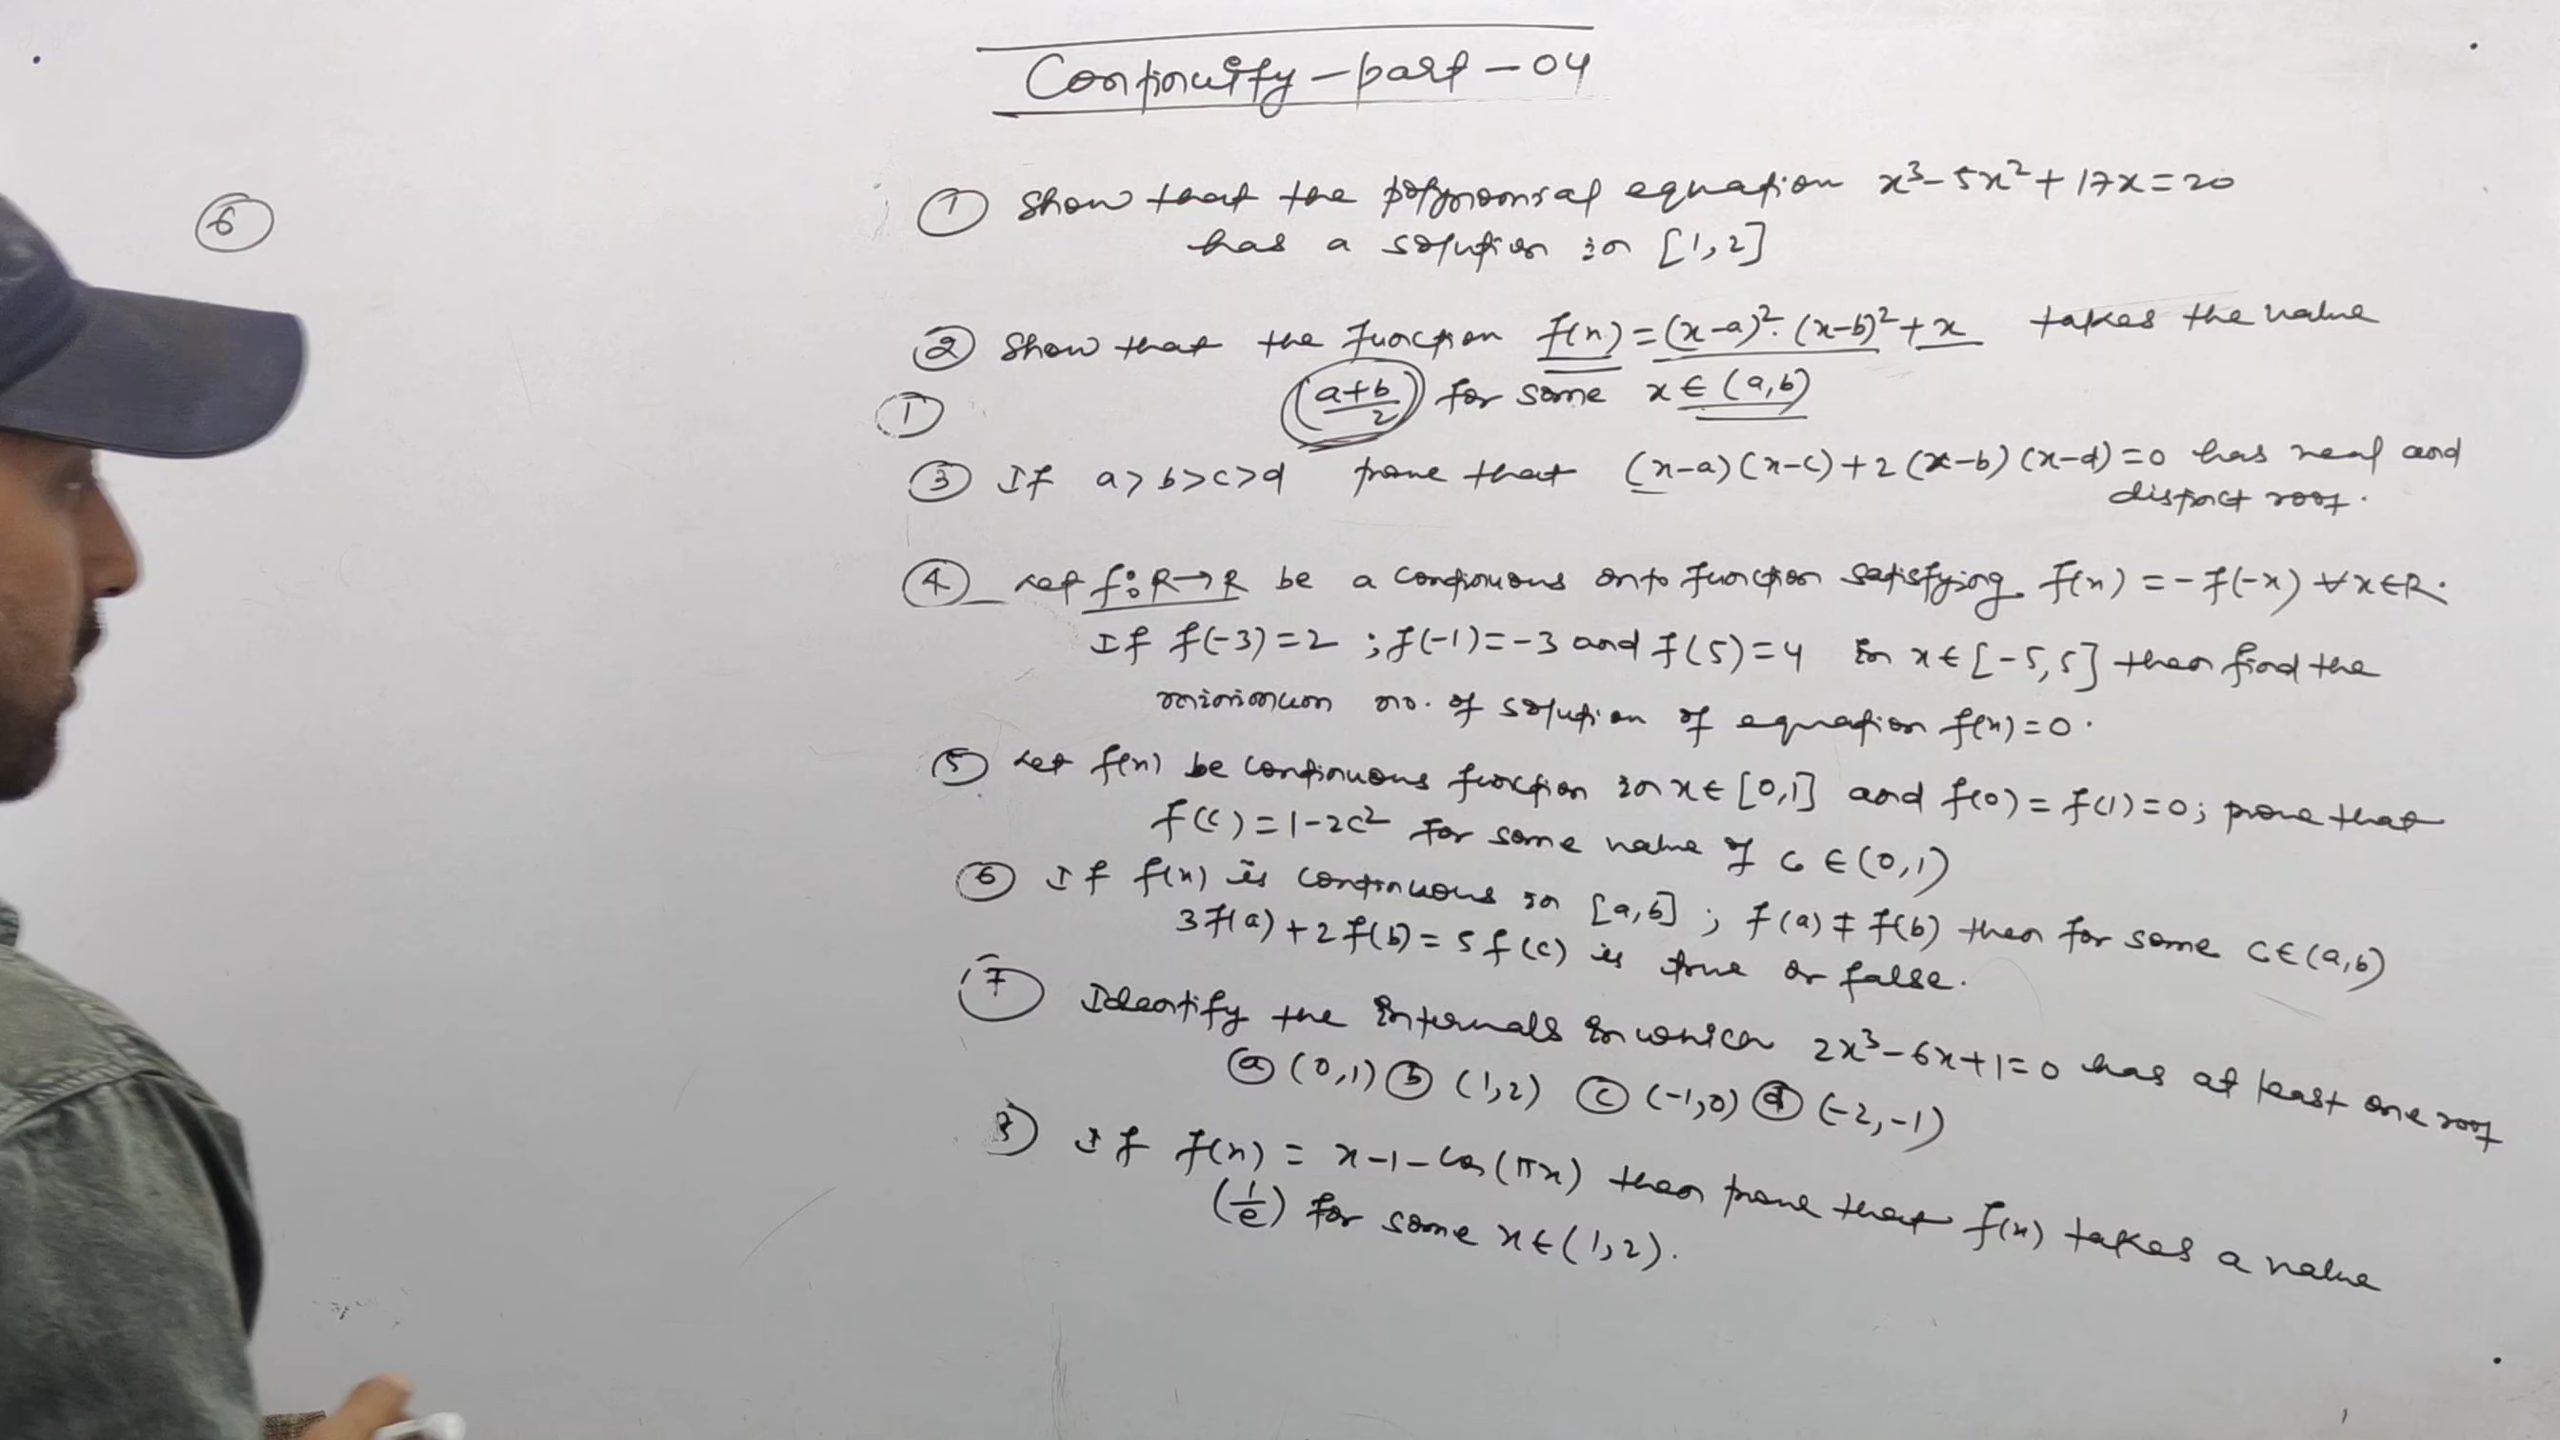 Continuity - part - 04
6
① Show that the polynomial equation x³ - 5x² + 17x = 20
has a solution in [1,2]
② Show that the function f(x) = (x-a)²·(x-b)² + x takes the value
(a+b/2) for some x ∈ (a,b)
①
③ If a>b>c>d prove that (x-a)(x-c)+2(x-b)(x-d)=0 has real and
distinct root.
④ Let f: R→R be a continuous onto function satisfying f(x) = -f(-x) ∀ x∈R.
If f(-3)=2 ; f(-1)=-3 and f(5)=4 in x∈[-5,5] then find the
minimum no. of solution of equation f(x)=0.
⑤ Let f(x) be continuous function in x∈[0,1] and f(0)=f(1)=0; prove that
f(c)=1-2c² for some value of c ∈(0,1)
⑥ If f(x) is continuous in [a,b] ; f(a) ≠ f(b) then for some c∈(a,b)
3f(a)+2f(b)=5f(c) is true or false.
⑦ Identify the intervals in which 2x³-6x+1=0 has at least one root
ⓐ (0,1) ⓑ (1,2) ⓒ (-1,0) ⓓ (-2,-1)
⑧ If f(x) = x-1-cos(πx) then prove that f(x) takes a value
(1/e) for some x∈(1,2).